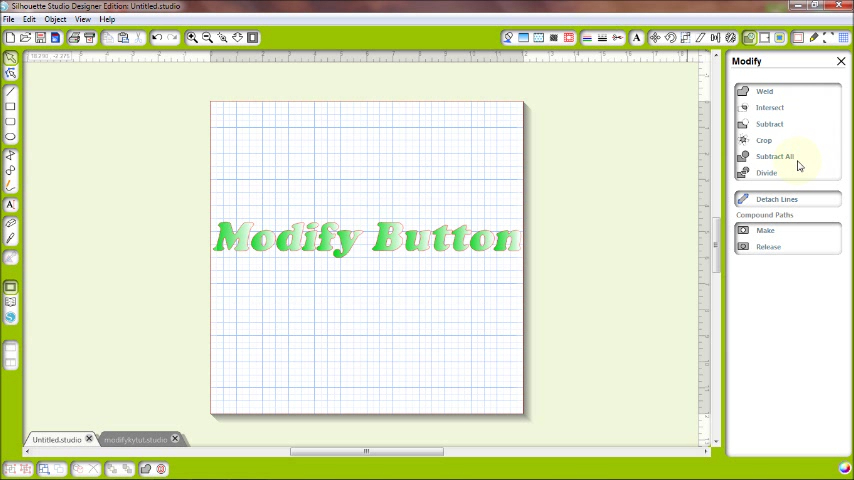 Silhouette Studio Designer Edition: Untitled.studio
File Edit Object View Help
Modify
Weld
Intersect
Subtract
Crop
Subtract All
Divide
Detach Lines
Compound Paths
Make
Release
Modify Button
Untitled.studio
modifykytut.studio